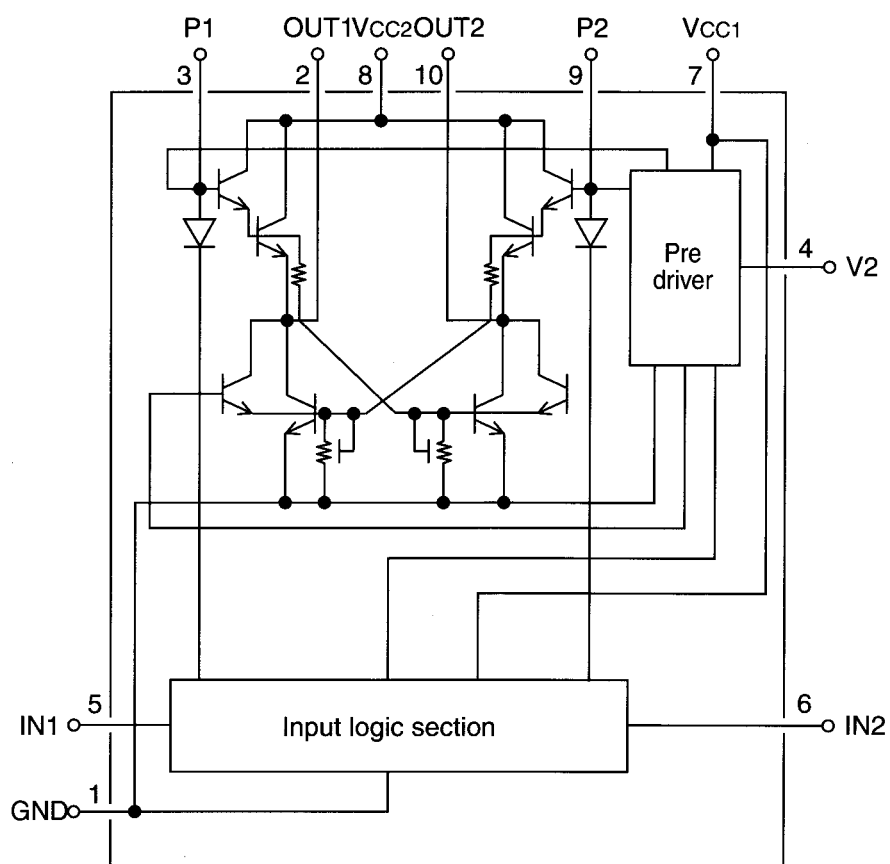 P1 OUT1 VCC2 OUT2 P2 VCC1
3 2 8 10 9 7
Pre
driver
4
V2
5
IN1
Input logic section
6
IN2
1
GND